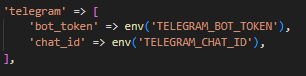 'telegram' => [
    'bot_token' => env('TELEGRAM_BOT_TOKEN'),
    'chat_id' => env('TELEGRAM_CHAT_ID'),
],